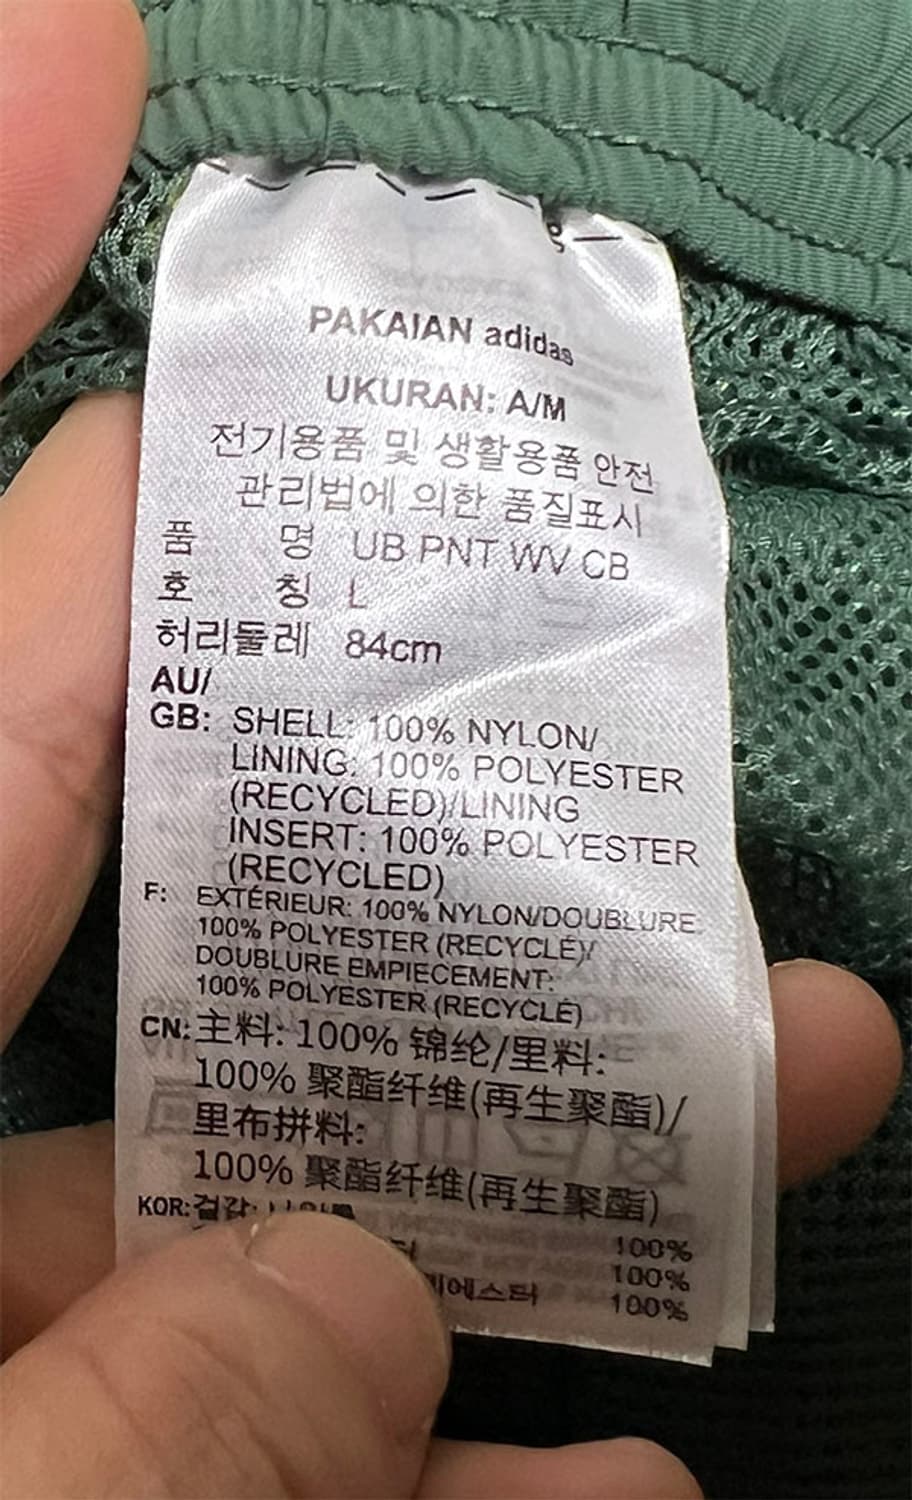 PAKAIAN adidas
UKURAN: A/M
전기용품 및 생활용품 안전
관리법에 의한 품질표시
품 명 UB PNT WV CB
호 칭 L
허리둘레 84cm
AU/
GB: SHELL: 100% NYLON/
LINING: 100% POLYESTER
(RECYCLED)/LINING
INSERT: 100% POLYESTER
(RECYCLED)
F: EXTÉRIEUR: 100% NYLON/DOUBLURE:
100% POLYESTER (RECYCLÉ)/
DOUBLURE EMPIECEMENT:
100% POLYESTER (RECYCLÉ)
CN: 主料: 100% 锦纶/里料:
100% 聚酯纤维(再生聚酯)/
里布拼料:
100% 聚酯纤维(再生聚酯)
KOR: 겉감:
100%
100%
100%